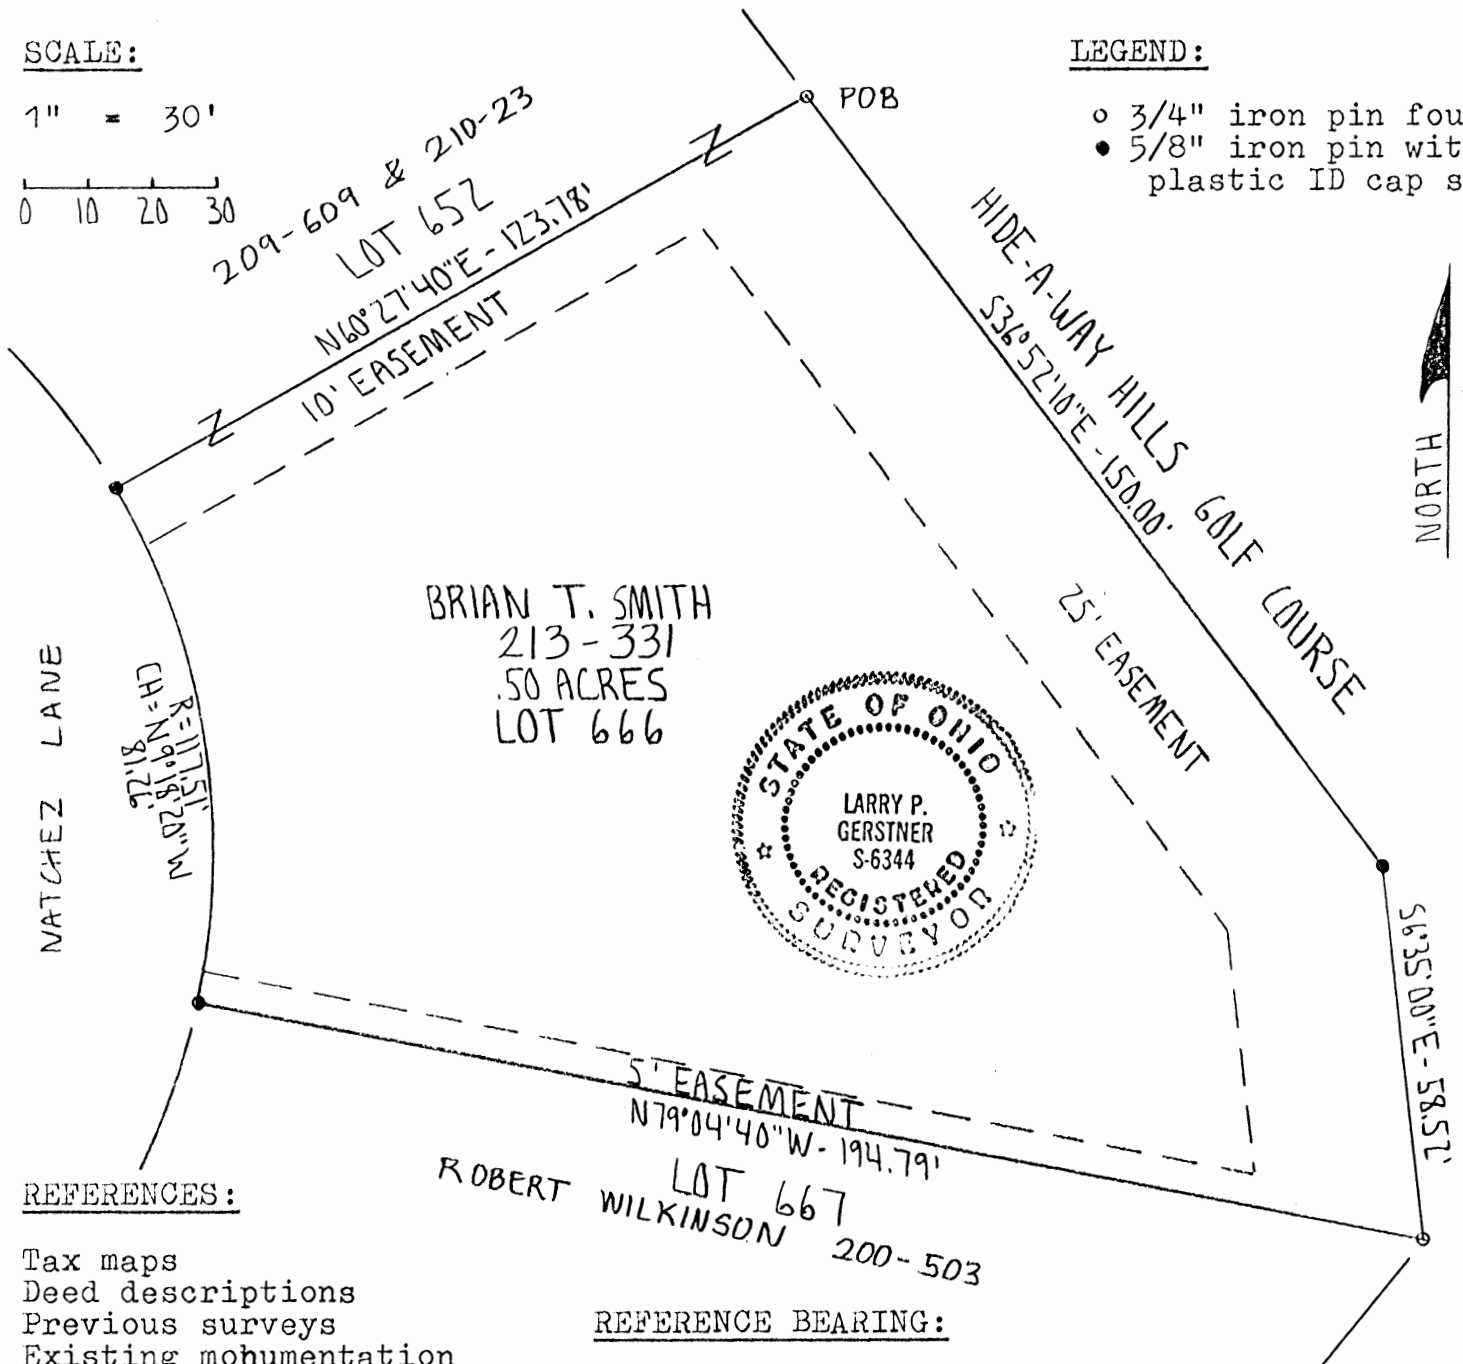 SCALE:
1" = 30'
0 10 20 30
209-609 & 210-23
LOT 652
N60°27'40"E - 123.78'
10' EASEMENT
POB
LEGEND:
○ 3/4" iron pin fou
● 5/8" iron pin wit
plastic ID cap s
HIDE-A-WAY HILLS GOLF COURSE
S36°52'10"E - 150.00'
25' EASEMENT
NORTH
BRIAN T. SMITH
213-331
.50 ACRES
LOT 666
STATE OF OHIO
LARRY P.
GERSTNER
S-6344
REGISTERED
SURVEYOR
NATCHEZ LANE
R=117.51'
CH=N9°18'20"W
92.18'
S6°35'00"E - 58.52'
5' EASEMENT
N79°04'40"W - 194.79'
LOT 667
ROBERT WILKINSON 200-503
REFERENCES:
Tax maps
Deed descriptions
Previous surveys
Existing mohumentation
REFERENCE BEARING: